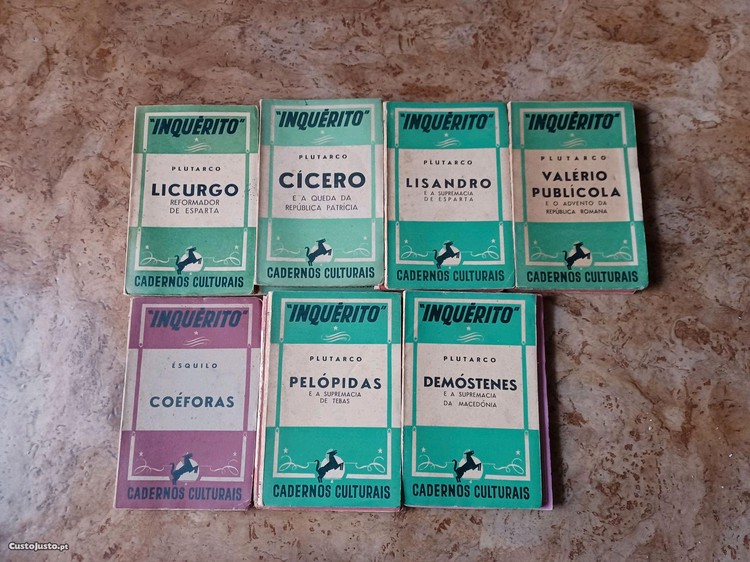 "INQUÉRITO"
PLUTARCO
LICURGO
REFORMADOR
DE ESPARTA
CADERNOS CULTURAIS
"INQUÉRITO"
PLUTARCO
CÍCERO
E A QUEDA DA
REPÚBLICA PATRÍCIA
CADERNOS CULTURAIS
"INQUÉRITO"
PLUTARCO
LISANDRO
E A SUPREMACIA
DE ESPARTA
CADERNOS CULTURAIS
"INQUÉRITO"
PLUTARCO
VALÉRIO
PUBLÍCOLA
E O ADVENTO DA
REPÚBLICA ROMANA
CADERNOS CULTURAIS
"INQUÉRITO"
ÉSQUILO
COÉFORAS
CADERNOS CULTURAIS
"INQUÉRITO"
PLUTARCO
PELÓPIDAS
E A SUPREMACIA
DE TEBAS
CADERNOS CULTURAIS
"INQUÉRITO"
PLUTARCO
DEMÓSTENES
E A SUPREMACIA
DA MACEDÓNIA
CADERNOS CULTURAIS
CustoJusto.pt